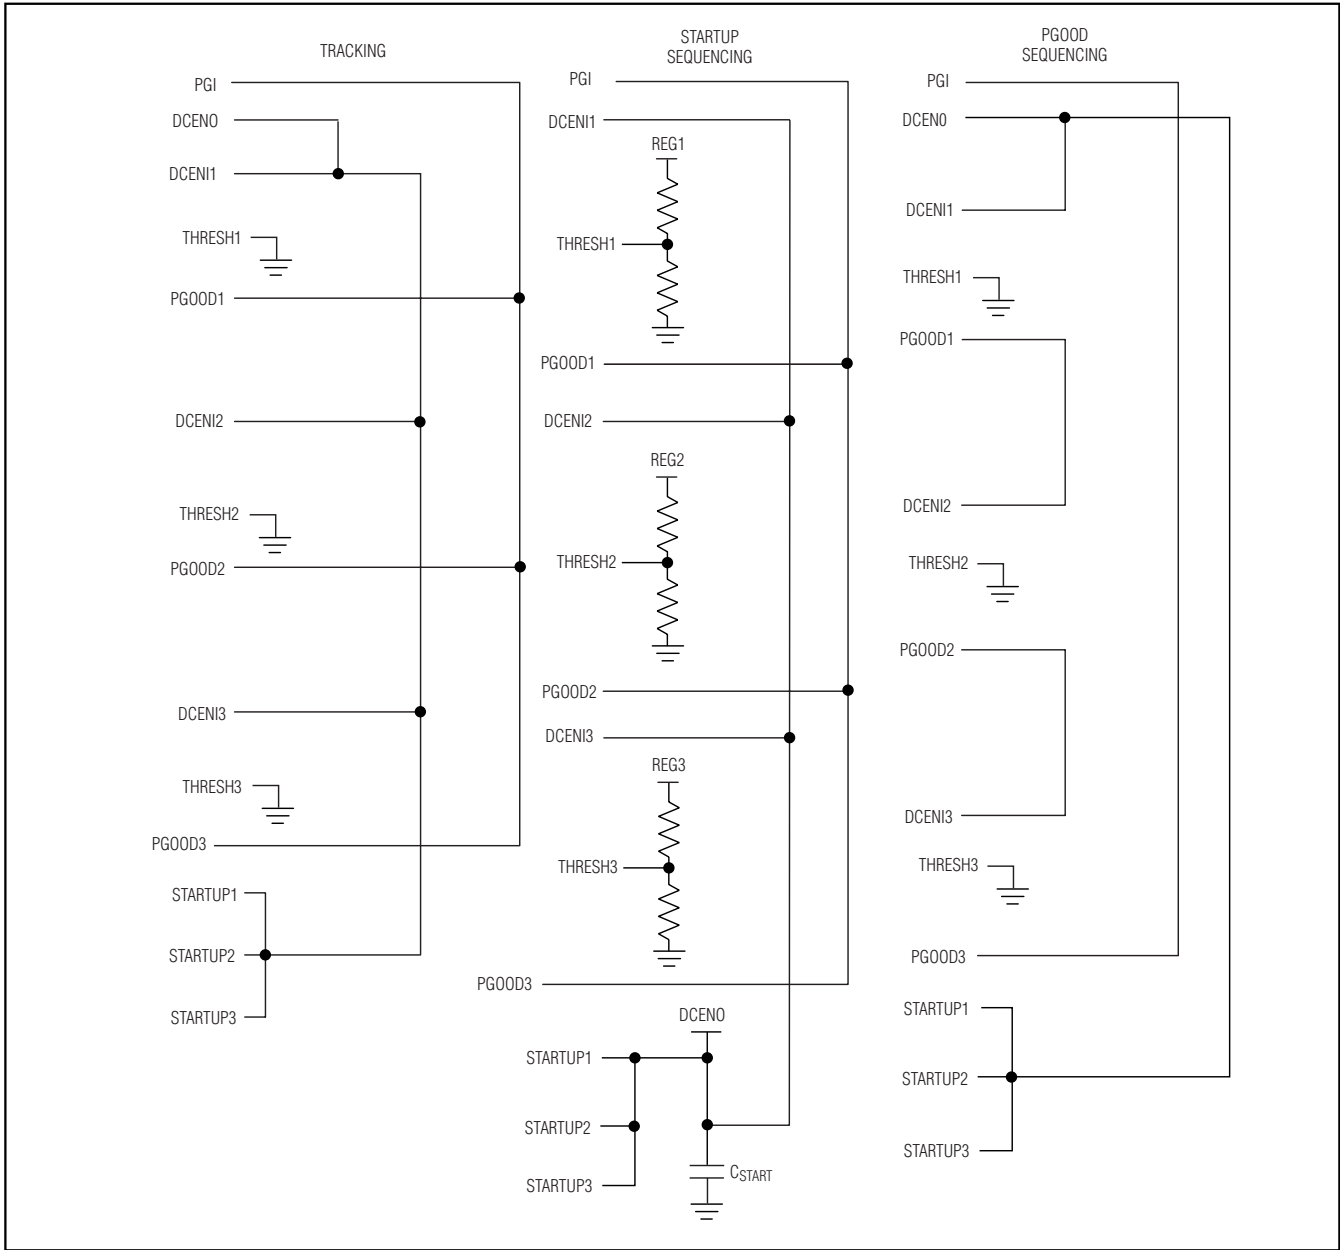 TRACKING
PGI
DCENO
DCENI1
THRESH1
PGOOD1
DCENI2
THRESH2
PGOOD2
DCENI3
THRESH3
PGOOD3
STARTUP1
STARTUP2
STARTUP3
STARTUP
SEQUENCING
PGI
DCENI1
REG1
THRESH1
PGOOD1
DCENI2
REG2
THRESH2
PGOOD2
DCENI3
REG3
THRESH3
PGOOD3
DCENO
STARTUP1
STARTUP2
STARTUP3
CSTART
PGOOD
SEQUENCING
PGI
DCEN0
DCENI1
THRESH1
PGOOD1
DCENI2
THRESH2
PGOOD2
DCENI3
THRESH3
PGOOD3
STARTUP1
STARTUP2
STARTUP3